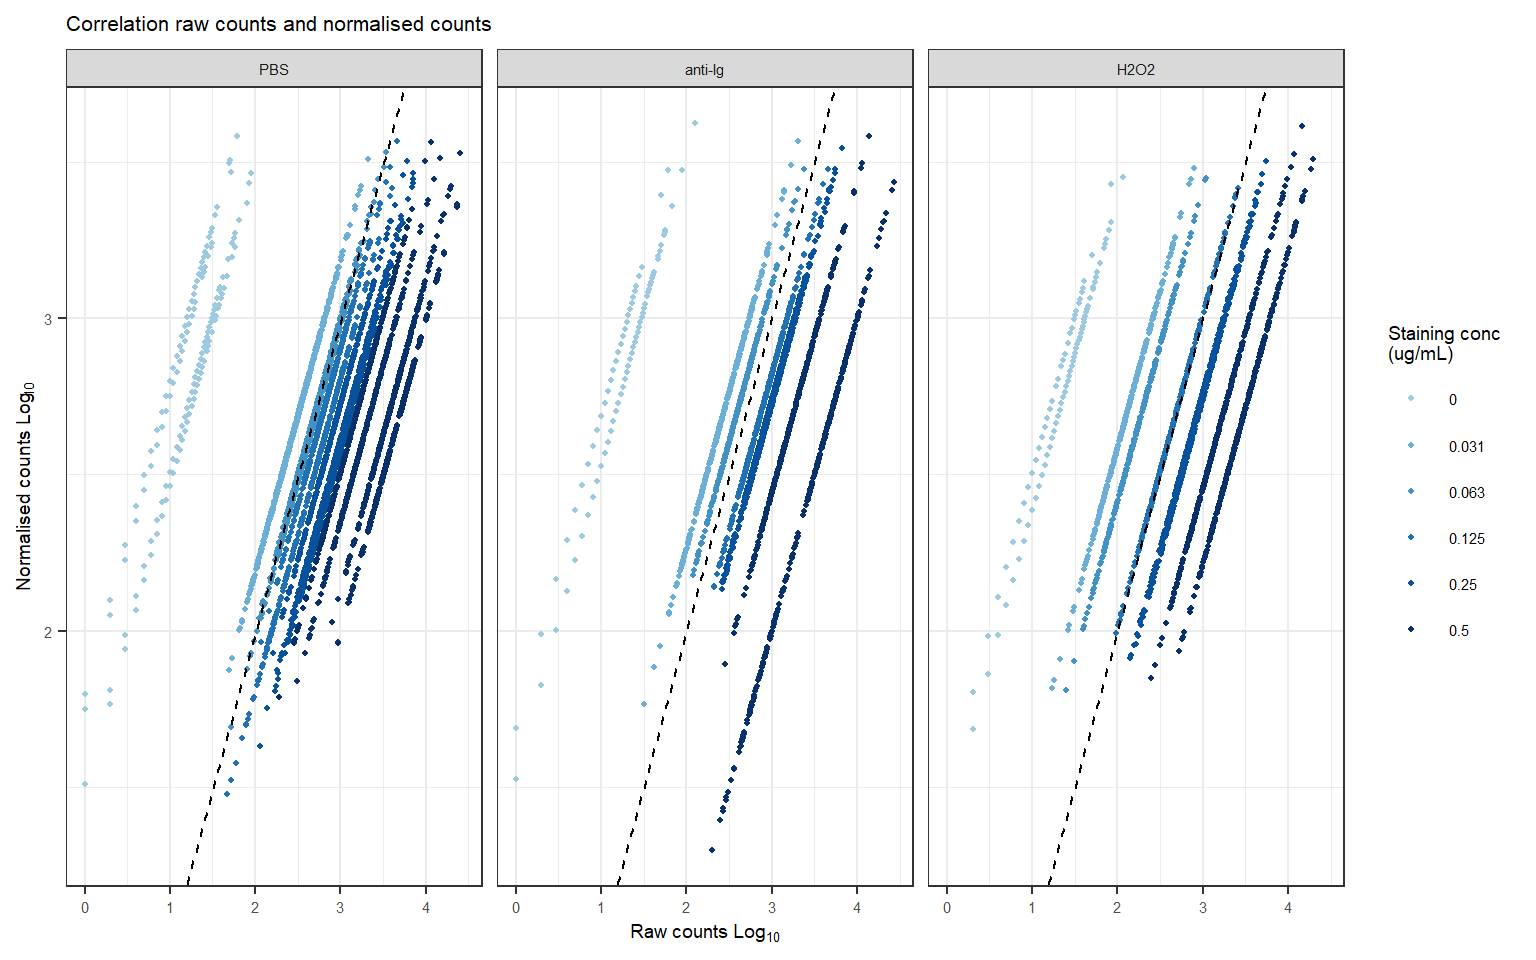 Correlation raw counts and normalised counts
PBS
anti-Ig
H2O2
3
2
Normalised counts Log10
0 1 2 3 4
0 1 2 3 4
0 1 2 3 4
Raw counts Log10
Staining conc
(ug/mL)
0
0.031
0.063
0.125
0.25
0.5